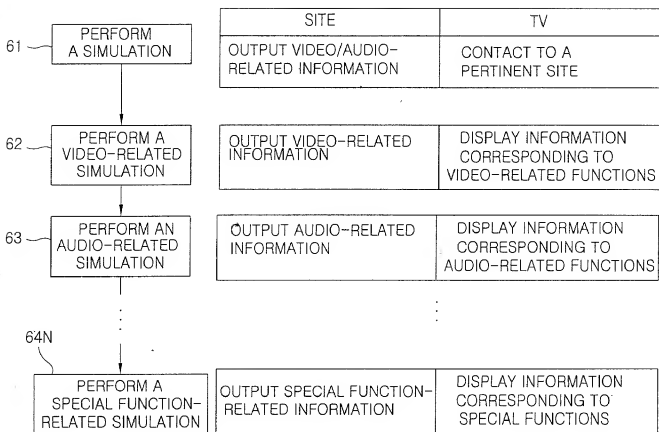 SITE
TV
61
PERFORM
A SIMULATION
OUTPUT VIDEO/AUDIO-
RELATED INFORMATION
CONTACT TO A
PERTINENT SITE
62
PERFORM A
VIDEO-RELATED
SIMULATION
OUTPUT VIDEO-RELATED
INFORMATION
DISPLAY INFORMATION
CORRESPONDING TO
VIDEO-RELATED FUNCTIONS
63
PERFORM AN
AUDIO-RELATED
SIMULATION
OUTPUT AUDIO-RELATED
INFORMATION
DISPLAY INFORMATION
CORRESPONDING TO
AUDIO-RELATED FUNCTIONS
64N
PERFORM A
SPECIAL FUNCTION-
RELATED SIMULATION
OUTPUT SPECIAL FUNCTION-
RELATED INFORMATION
DISPLAY INFORMATION
CORRESPONDING TO
SPECIAL FUNCTIONS